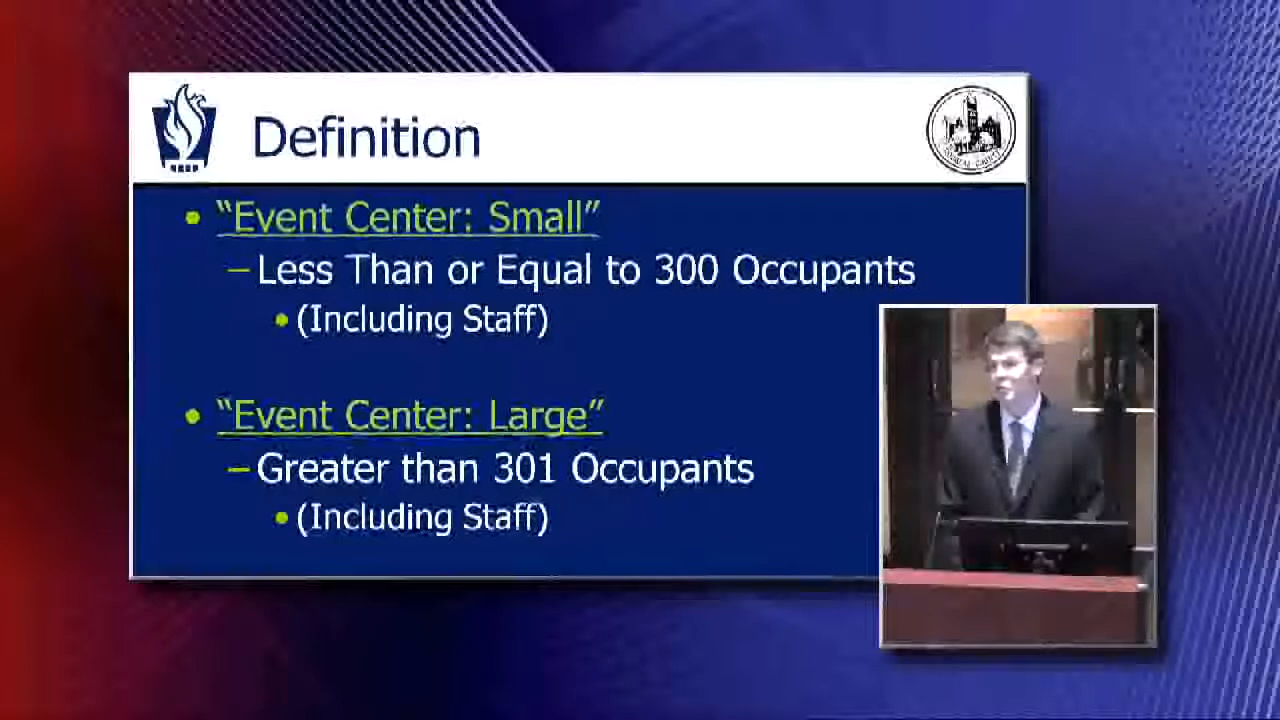 Definition
• “Event Center: Small”
– Less Than or Equal to 300 Occupants
• (Including Staff)
• “Event Center: Large”
– Greater than 301 Occupants
• (Including Staff)